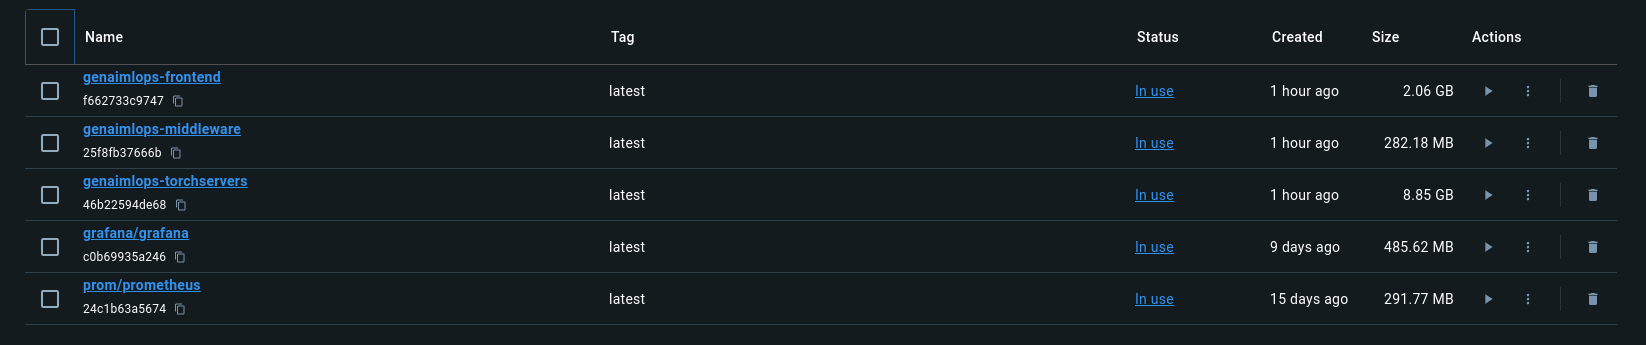 Name Tag Status Created Size Actions
genaimlops-frontend
f662733c9747
latest In use 1 hour ago 2.06 GB
genaimlops-middleware
25f8fb37666b
latest In use 1 hour ago 282.18 MB
genaimlops-torchservers
46b22594de68
latest In use 1 hour ago 8.85 GB
grafana/grafana
c0b69935a246
latest In use 9 days ago 485.62 MB
prom/prometheus
24c1b63a5674
latest In use 15 days ago 291.77 MB